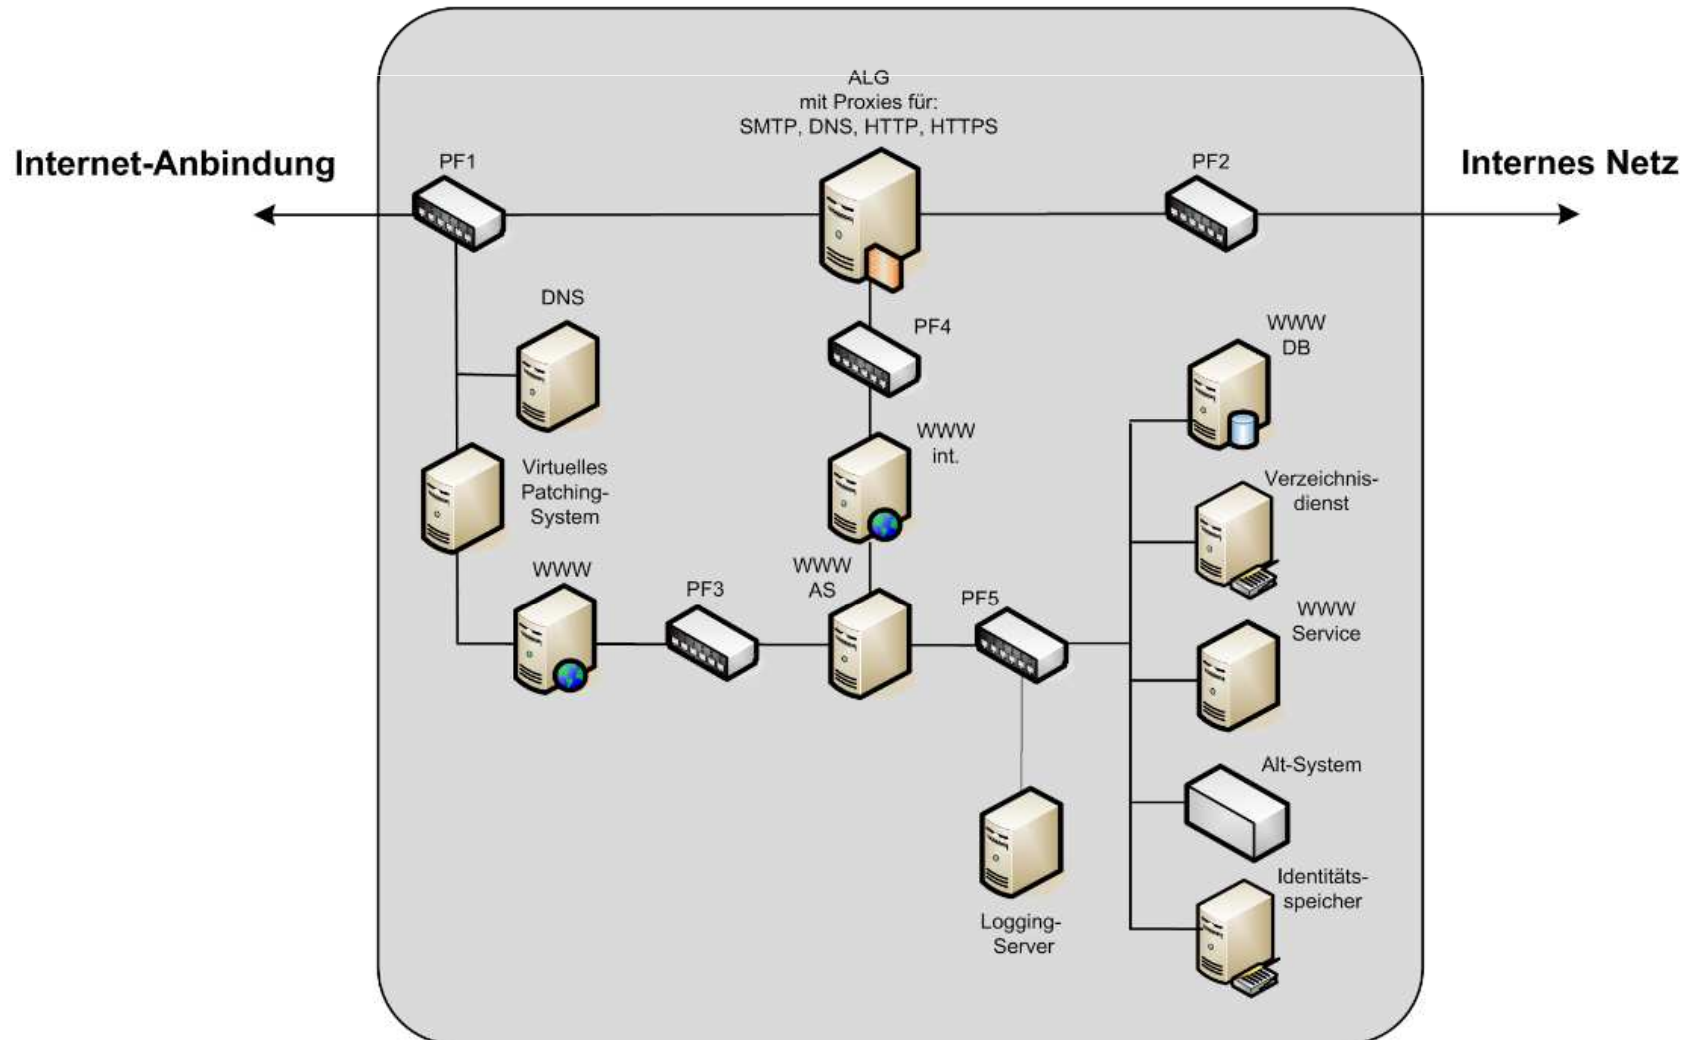 ALG
mit Proxies für:
SMTP, DNS, HTTP, HTTPS
Internet-Anbindung
PF1
PF2
Internes Netz
DNS
PF4
WWW
DB
WWW
int.
Virtuelles
Patching-
System
Verzeichnis-
dienst
WWW
PF3
WWW
AS
PF5
WWW
Service
Alt-System
Identitäts-
speicher
Logging-
Server